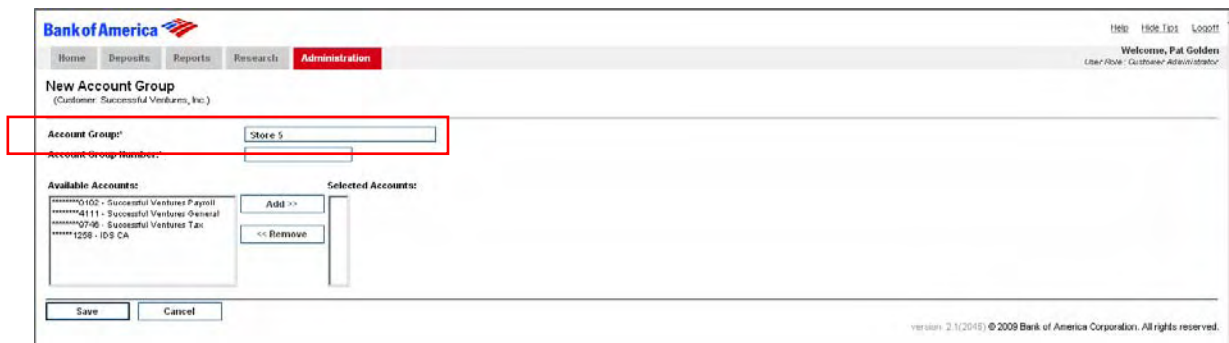 Bank of America
Help Hide Tips Logoff
Home Deposits Reports Research Administration
Welcome, Pat Golden
User Role: Customer Administrator
New Account Group
(Customer: Successful Ventures, Inc.)
Account Group:* Store 5
Account Group Number:*
Available Accounts: Selected Accounts:
********0102 - Successful Ventures Payroll
********4111 - Successful Ventures General
********9746 - Successful Ventures Tax
******1258 - IDS CA
Add >>
<< Remove
Save Cancel
version: 2.1(2045) © 2009 Bank of America Corporation. All rights reserved.